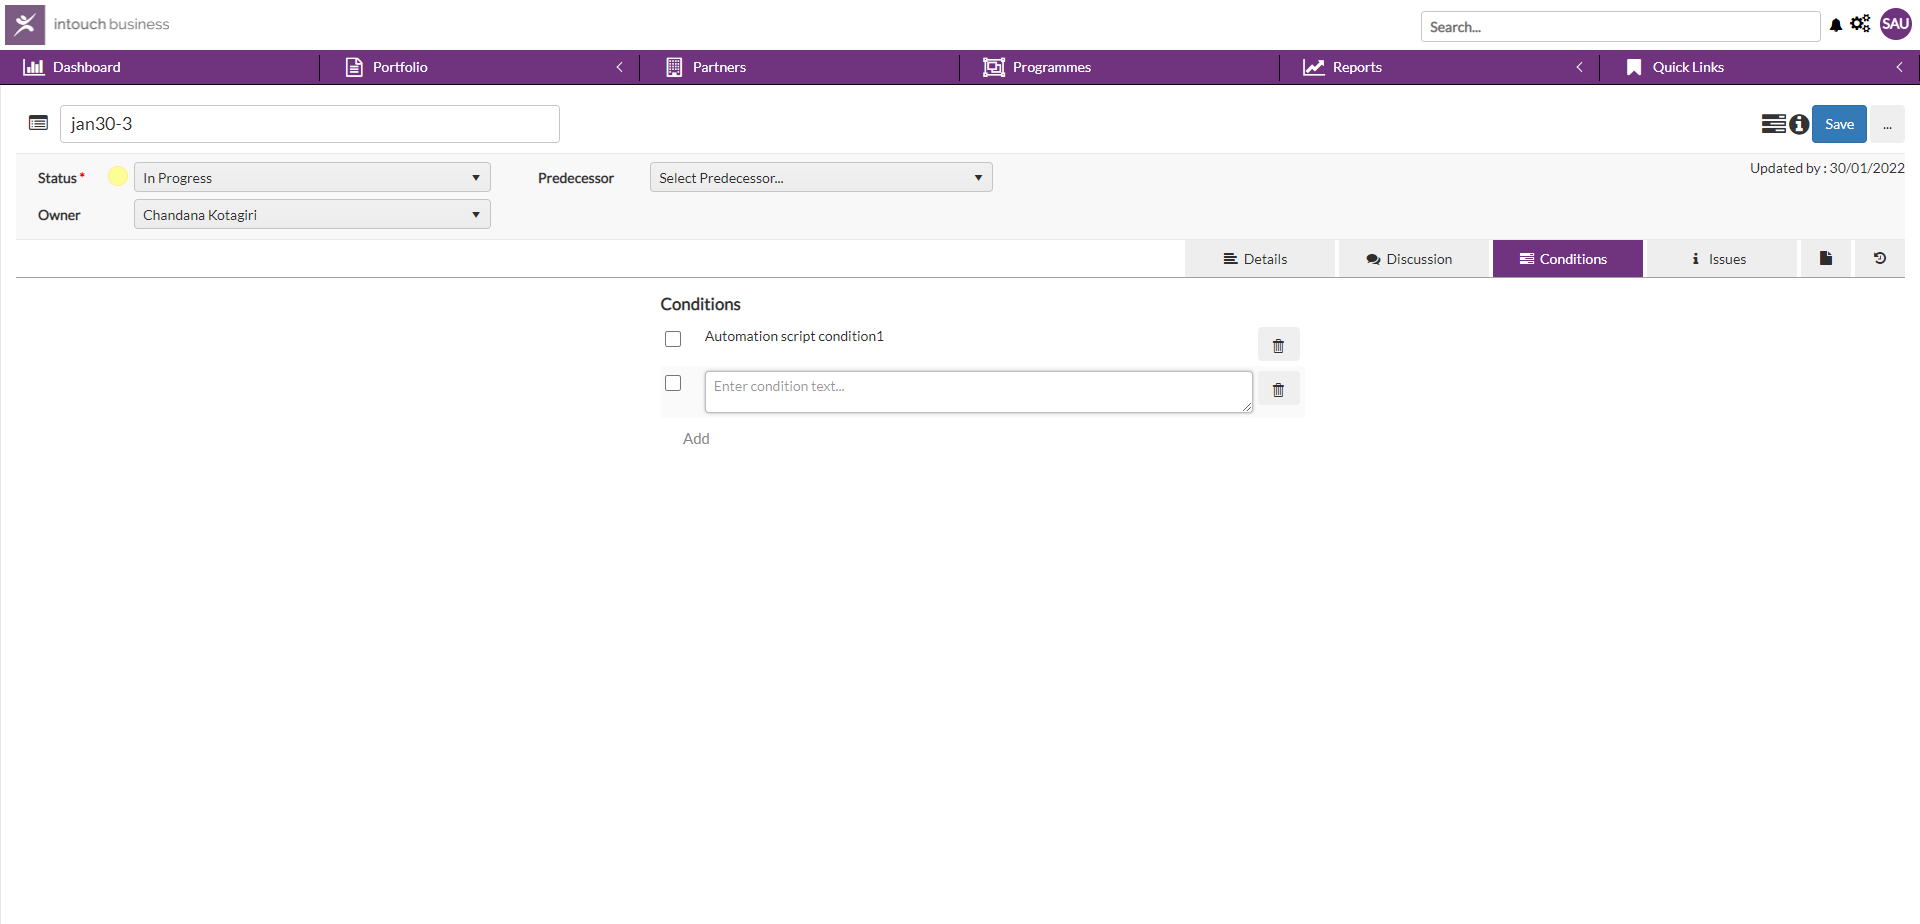 intouch business
Search...
SAU
Dashboard
Portfolio
Partners
Programmes
Reports
Quick Links
jan30-3
Save
...
Status *
In Progress
Predecessor
Select Predecessor...
Updated by : 30/01/2022
Owner
Chandana Kotagiri
Details
Discussion
Conditions
Issues
Conditions
Automation script condition1
Enter condition text...
Add